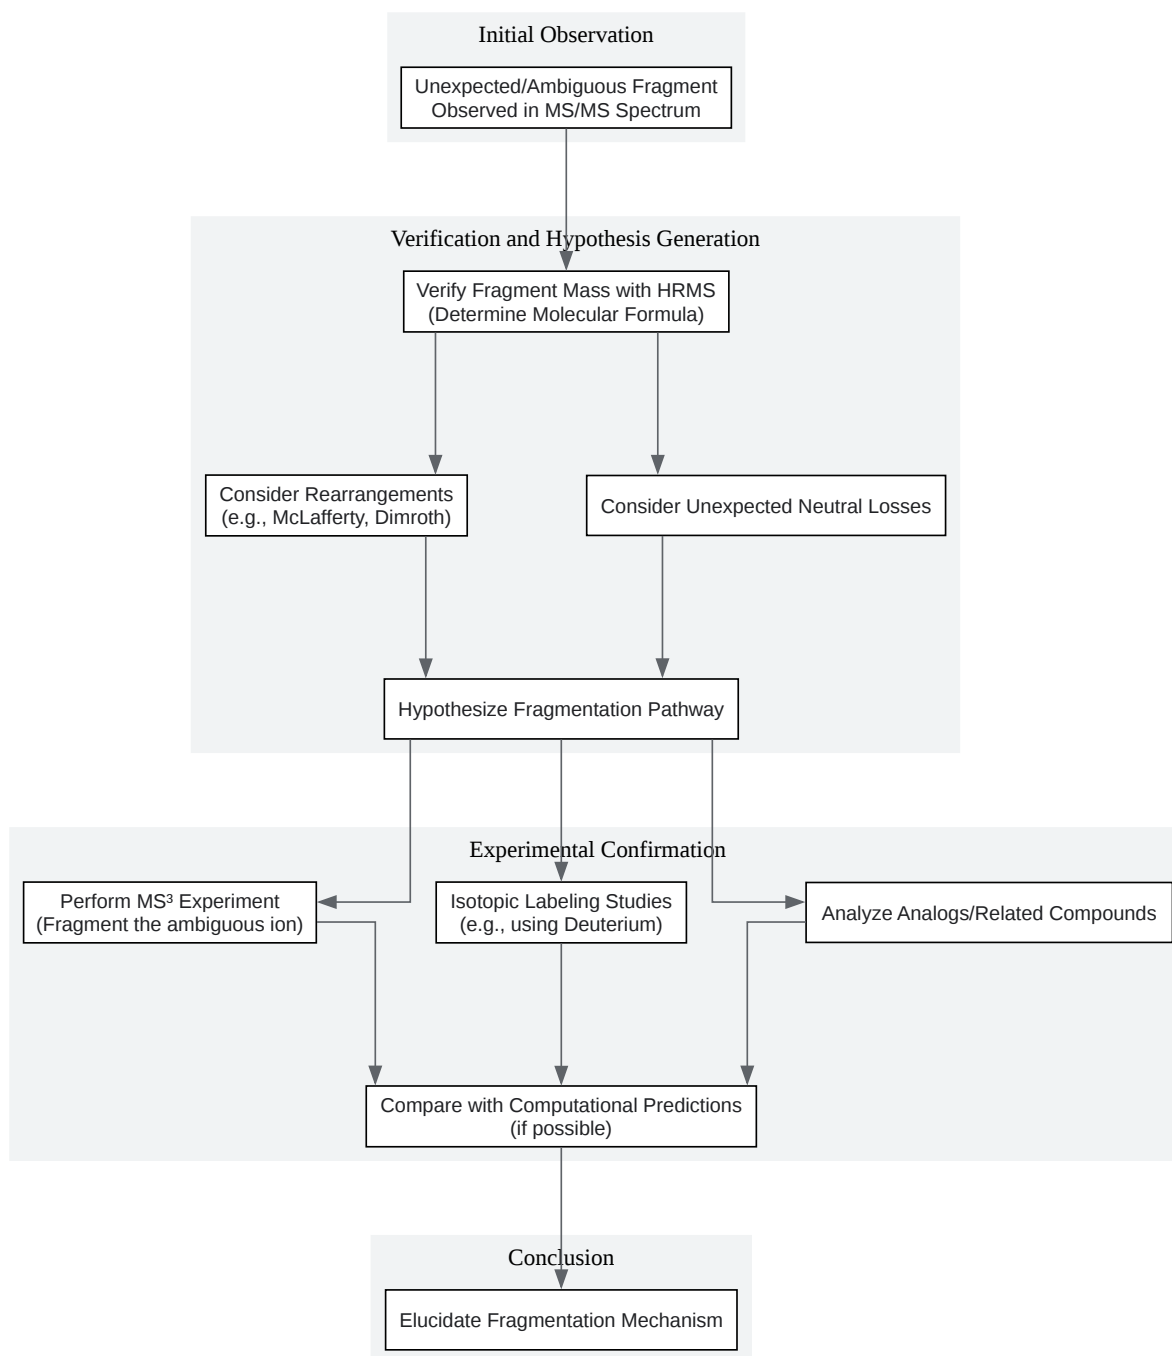 Initial Observation
Unexpected/Ambiguous Fragment
Observed in MS/MS Spectrum
Verification and Hypothesis Generation
Verify Fragment Mass with HRMS
(Determine Molecular Formula)
Consider Rearrangements
(e.g., McLafferty, Dimroth)
Consider Unexpected Neutral Losses
Hypothesize Fragmentation Pathway
Experimental Confirmation
Perform MS³ Experiment
(Fragment the ambiguous ion)
Isotopic Labeling Studies
(e.g., using Deuterium)
Analyze Analogs/Related Compounds
Compare with Computational Predictions
(if possible)
Conclusion
Elucidate Fragmentation Mechanism